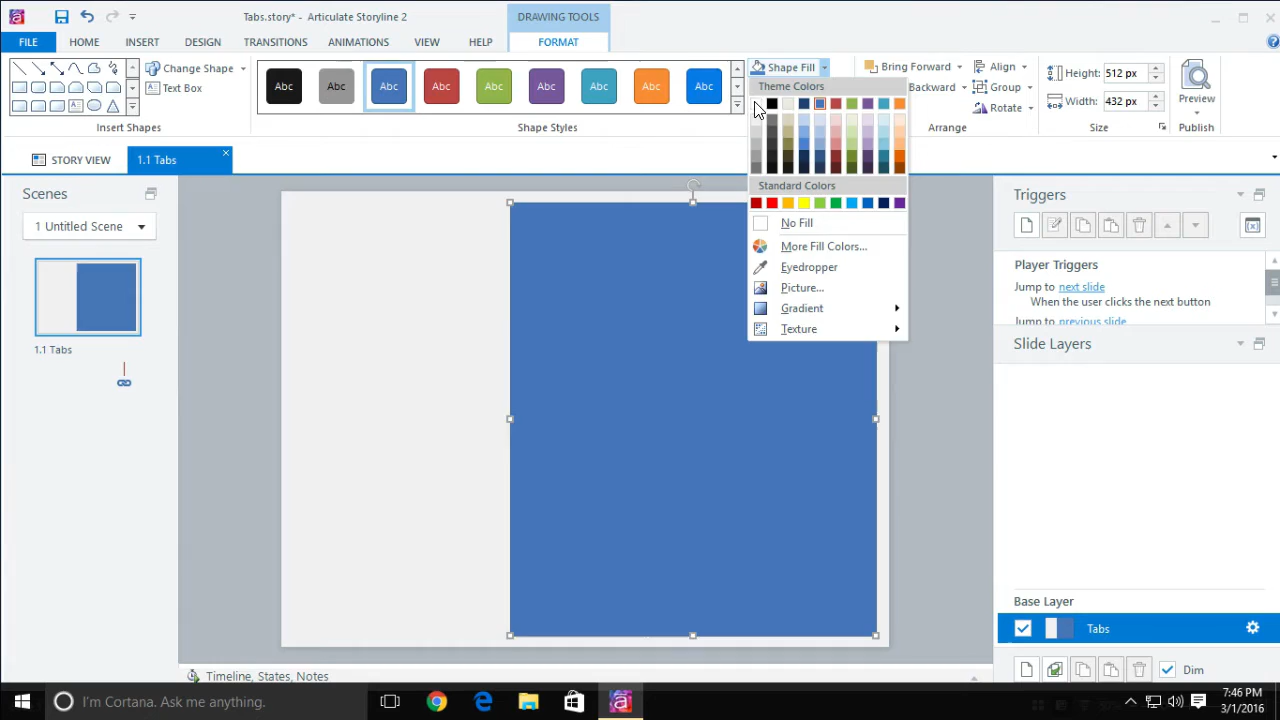 Tabs.story* - Articulate Storyline 2
DRAWING TOOLS
FILE HOME INSERT DESIGN TRANSITIONS ANIMATIONS VIEW HELP FORMAT
Change Shape
Text Box
Insert Shapes
Abc Abc Abc Abc Abc Abc Abc Abc Abc
Shape Styles
Shape Fill
Bring Forward
Backward
Align
Group
Rotate
Arrange
Height: 512 px
Width: 432 px
Size
Preview
Publish
Theme Colors
Standard Colors
No Fill
More Fill Colors...
Eyedropper
Picture...
Gradient
Texture
STORY VIEW
1.1 Tabs
Scenes
1 Untitled Scene
1.1 Tabs
Triggers
Player Triggers
Jump to next slide
When the user clicks the next button
Jump to previous slide
Slide Layers
Base Layer
Tabs
Dim
Timeline, States, Notes
I'm Cortana. Ask me anything.
7:46 PM
3/1/2016